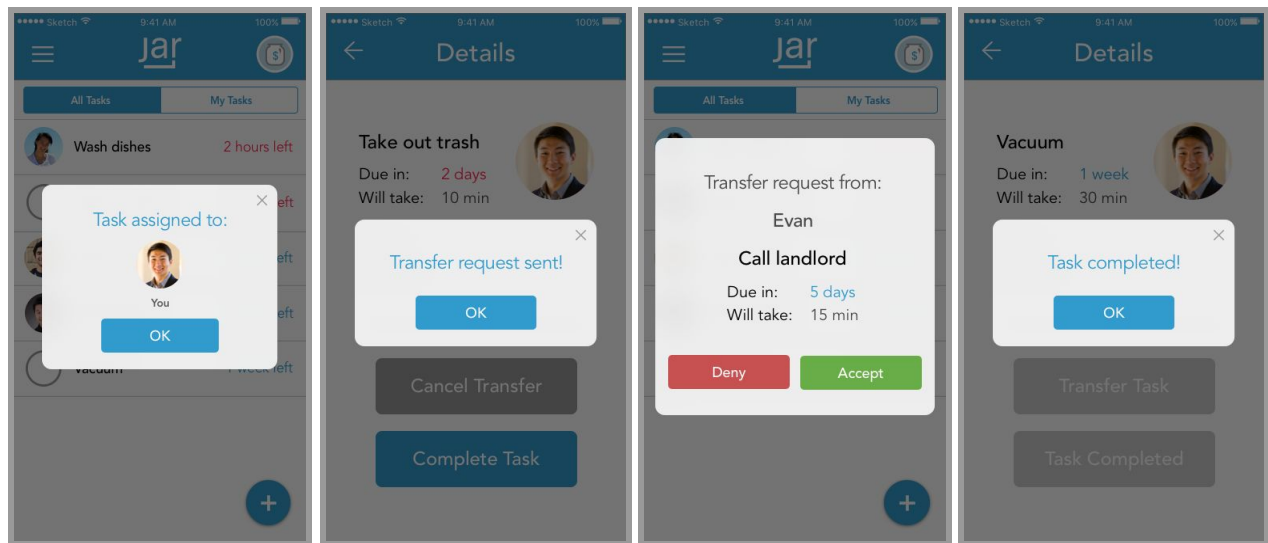 Sketch 9:41 AM 100%
Jar
$
All Tasks My Tasks
Wash dishes 2 hours left
left
Task assigned to:
left
You
left
OK
Vacuum 1 week left
+
Sketch 9:41 AM 100%
Details
Take out trash
Due in: 2 days
Will take: 10 min
Transfer request sent!
OK
Cancel Transfer
Complete Task
Sketch 9:41 AM 100%
Jar
$
All Tasks My Tasks
Transfer request from:
Evan
Call landlord
Due in: 5 days
Will take: 15 min
Deny Accept
+
Sketch 9:41 AM 100%
Details
Vacuum
Due in: 1 week
Will take: 30 min
Task completed!
OK
Transfer Task
Task Completed